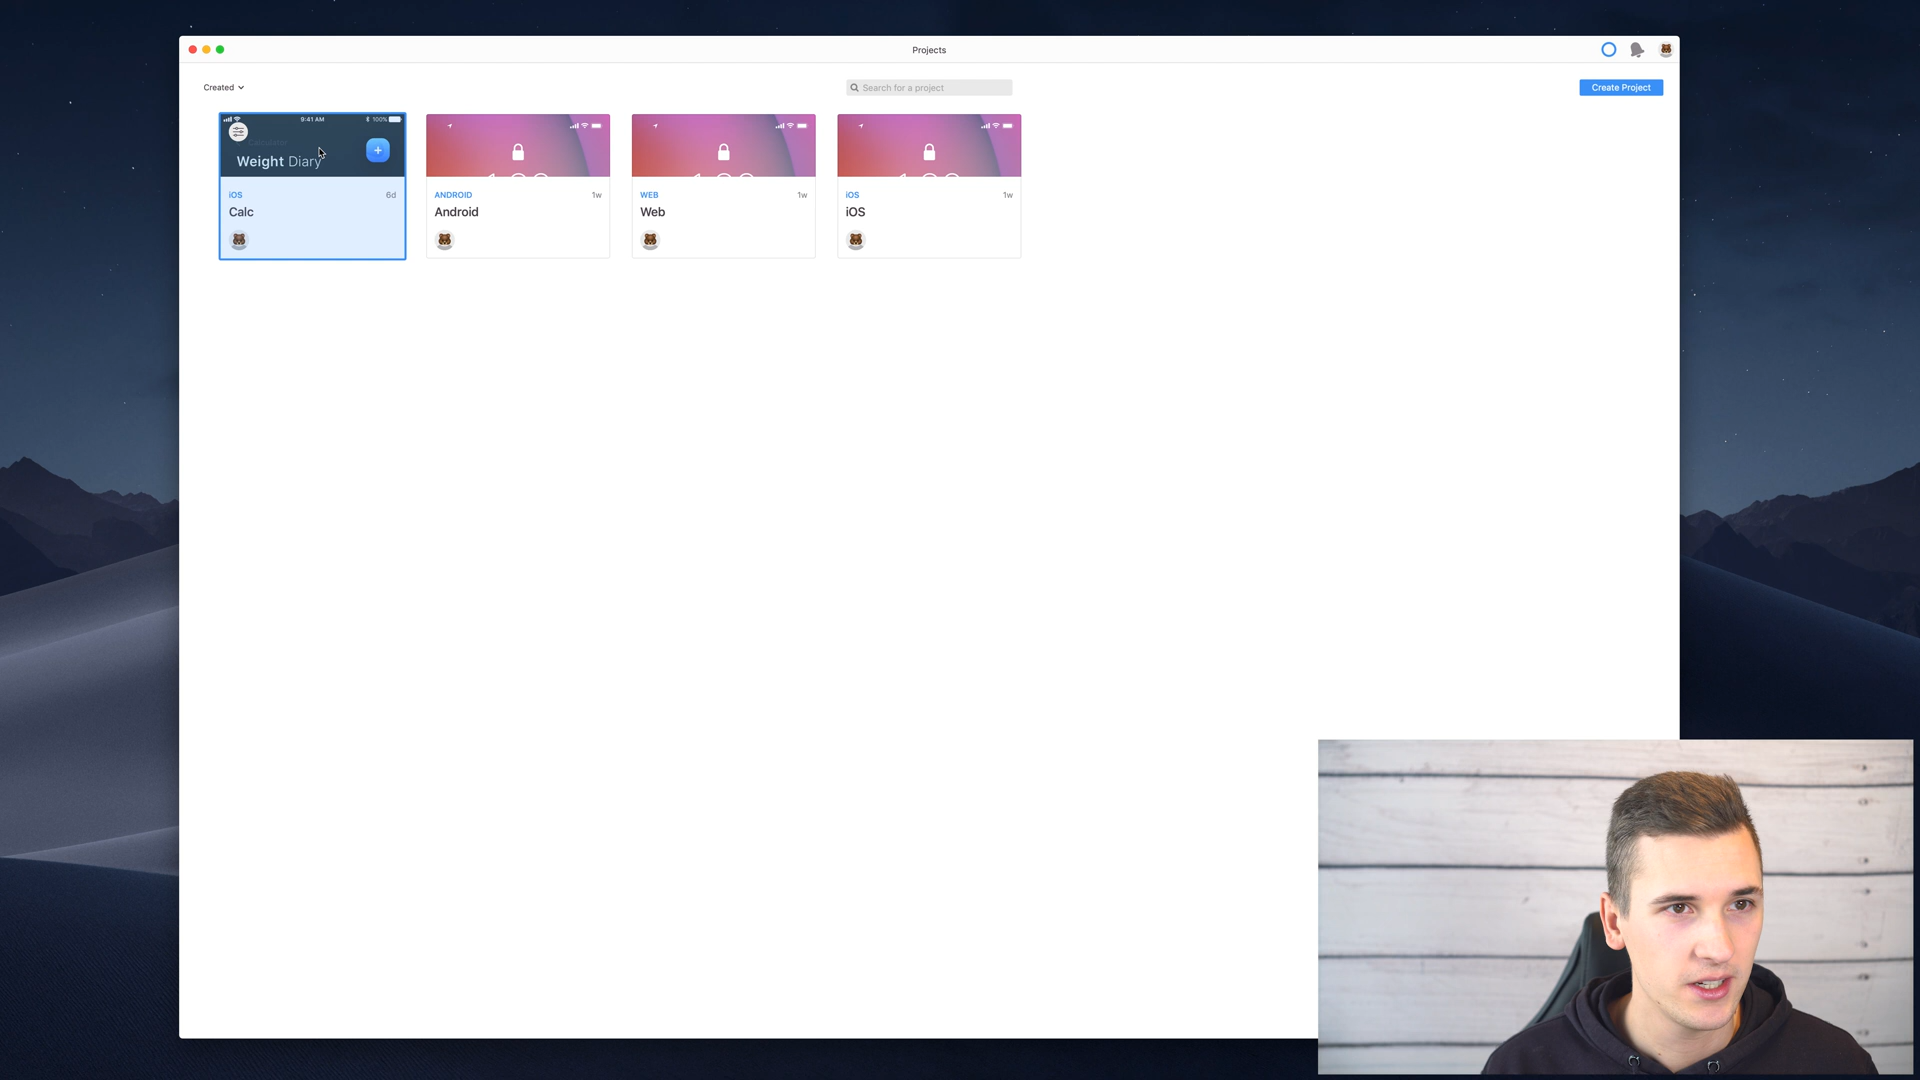 Projects
Created
Search for a project
Create Project
9:41 AM
100%
Calculator
Weight Diary
iOS
6d
Calc
ANDROID
1w
Android
WEB
1w
Web
iOS
1w
iOS